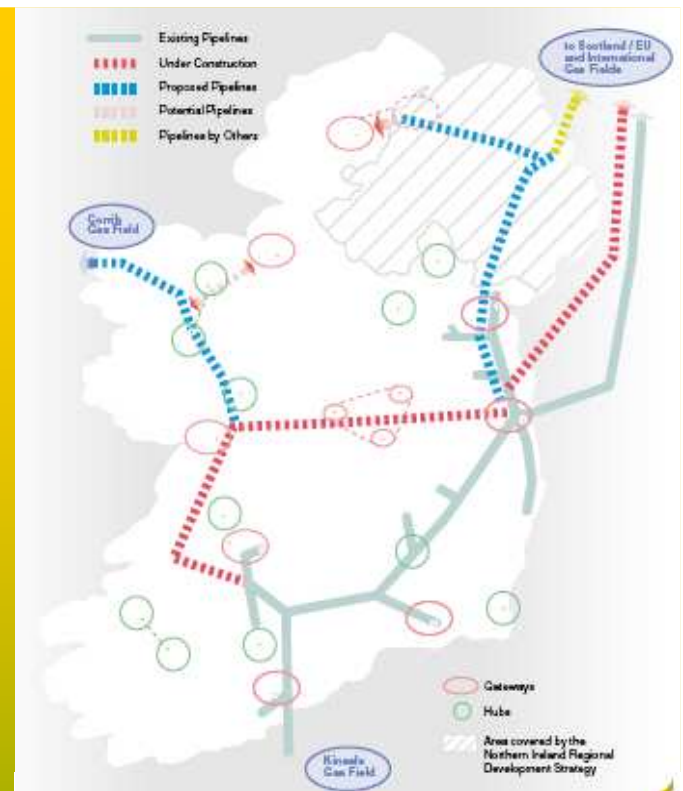 Existing Pipelines
Under Construction
Proposed Pipelines
Potential Pipelines
Pipelines by Others
to Scotland / EU
and International
Gas Fields
Corrib
Gas Field
Gateways
Hubs
Area covered by the
Northern Ireland Regional
Development Strategy
Kinsale
Gas Field